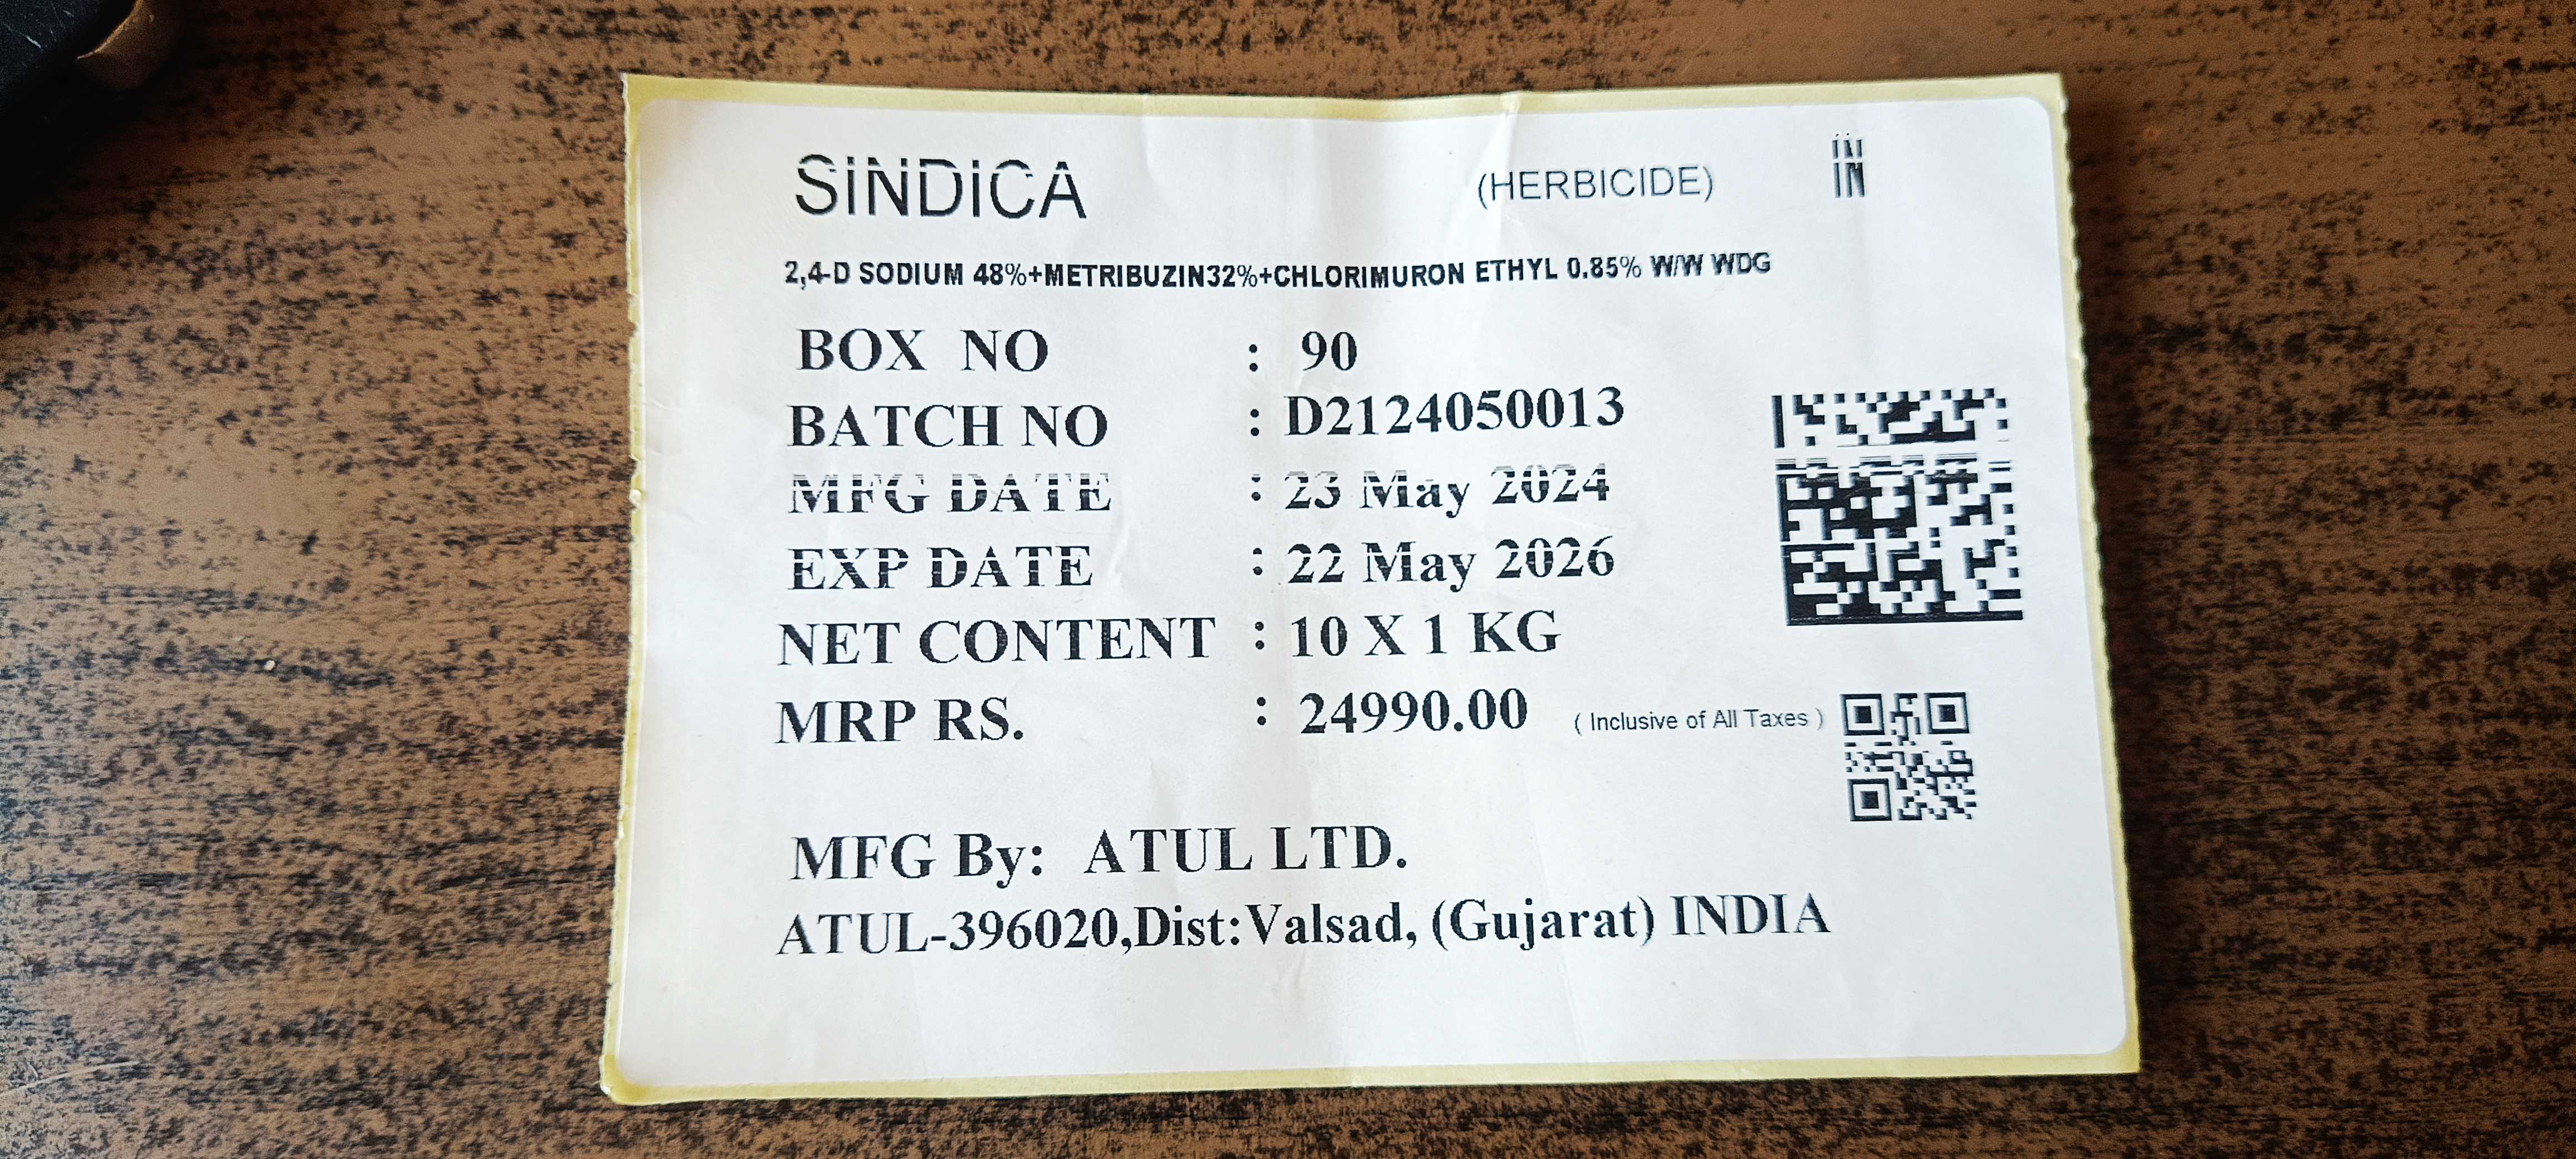 SINDICA (HERBICIDE) IN
2,4-D SODIUM 48%+METRIBUZIN32%+CHLORIMURON ETHYL 0.85% W/W WDG
BOX NO : 90
BATCH NO : D2124050013
MFG DATE : 23 May 2024
EXP DATE : 22 May 2026
NET CONTENT : 10 X 1 KG
MRP RS. : 24990.00 ( Inclusive of All Taxes )
MFG By: ATUL LTD.
ATUL-396020,Dist:Valsad, (Gujarat) INDIA